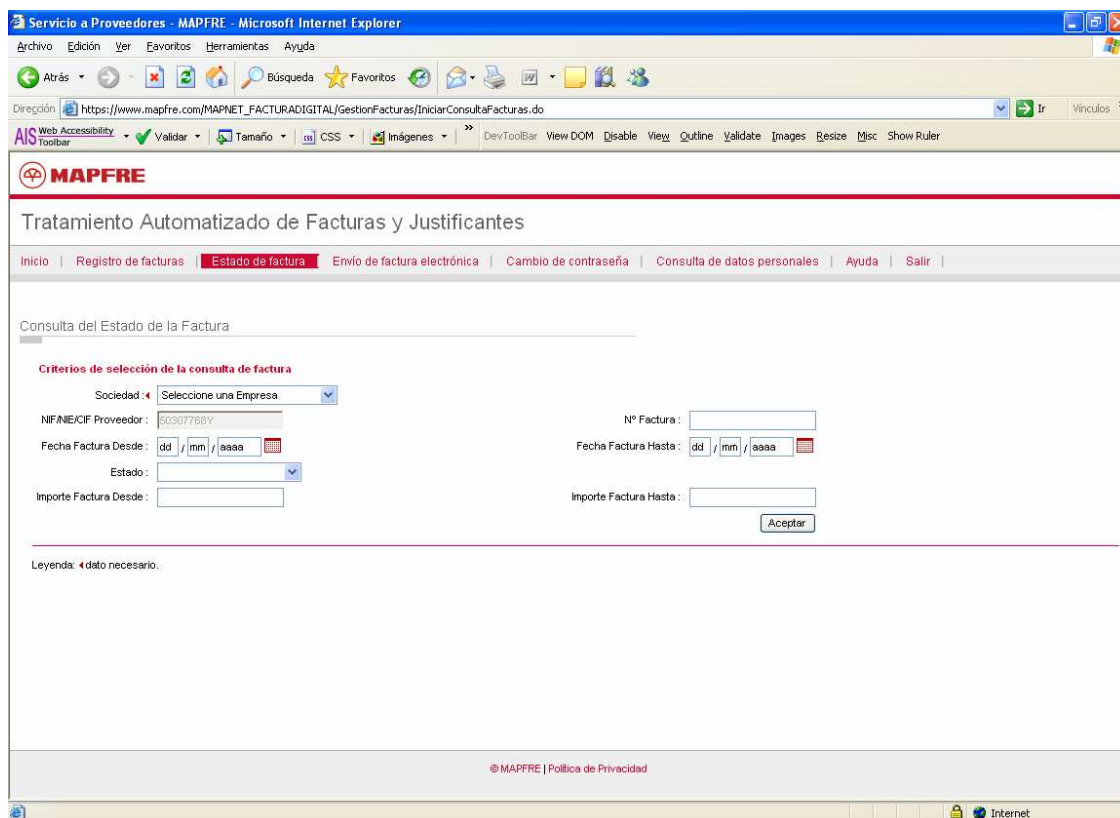 Servicio a Proveedores - MAPFRE - Microsoft Internet Explorer
Archivo Edición Ver Favoritos Herramientas Ayuda
Atrás Búsqueda Favoritos
Dirección https://www.mapfre.com/MAPNET_FACTURADIGITAL/GestionFacturas/IniciarConsultaFacturas.do Ir Vínculos
AIS Web Accessibility Toolbar Validar Tamaño CSS Imágenes » DevToolBar View DOM Disable View Outline Validate Images Resize Misc Show Ruler
MAPFRE
Tratamiento Automatizado de Facturas y Justificantes
Inicio | Registro de facturas | Estado de factura | Envío de factura electrónica | Cambio de contraseña | Consulta de datos personales | Ayuda | Salir |
Consulta del Estado de la Factura
Criterios de selección de la consulta de factura
Sociedad : Seleccione una Empresa
NIF/NIE/CIF Proveedor : 50307768Y Nº Factura :
Fecha Factura Desde : dd / mm / aaaa Fecha Factura Hasta : dd / mm / aaaa
Estado :
Importe Factura Desde : Importe Factura Hasta :
Aceptar
Leyenda: dato necesario.
© MAPFRE | Política de Privacidad
Internet